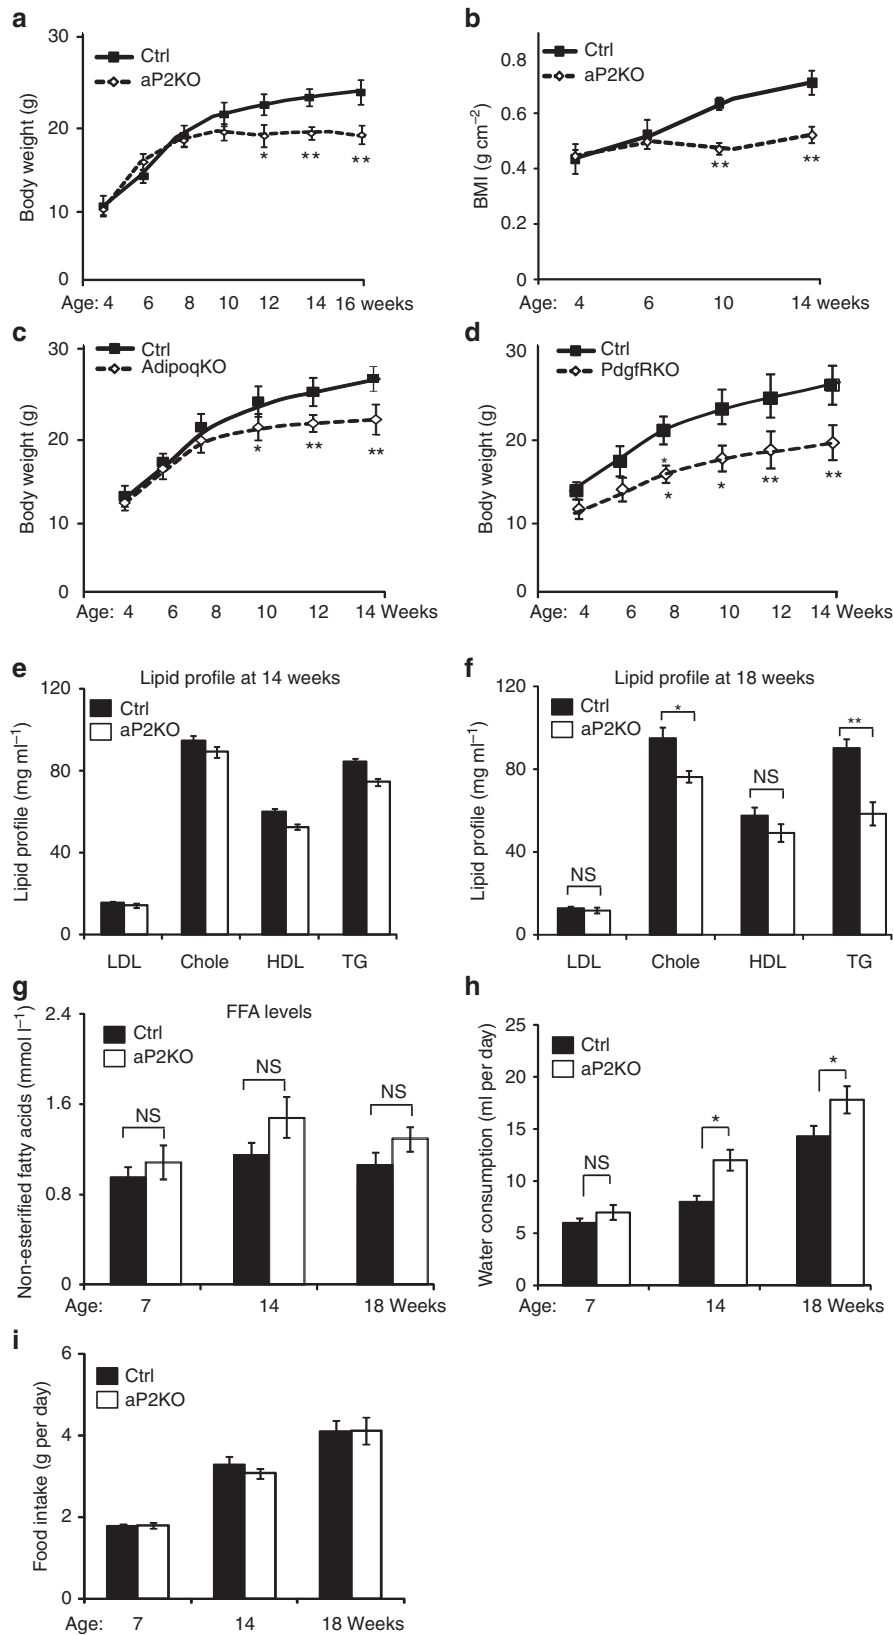 a
30
20
10
0
Body weight (g)
Ctrl
aP2KO
*
**
**
Age: 4 6 8 10 12 14 16 weeks
b
0.8
0.6
0.4
0.2
0
BMI (g cm–2)
Ctrl
aP2KO
**
**
Age: 4 6 10 14 weeks
c
30
20
10
0
Body weight (g)
Ctrl
AdipoqKO
*
**
**
Age: 4 6 8 10 12 14 Weeks
d
30
20
10
0
Body weight (g)
Ctrl
PdgfRKO
*
*
*
**
**
Age: 4 6 8 10 12 14 Weeks
e
Lipid profile at 14 weeks
120
80
40
0
Lipid profile (mg ml–1)
Ctrl
aP2KO
LDL Chole HDL TG
f
Lipid profile at 18 weeks
120
80
40
0
Lipid profile (mg ml–1)
Ctrl
aP2KO
NS
*
NS
**
LDL Chole HDL TG
g
FFA levels
2.4
1.6
0.8
0
Non-esterified fatty acids (mmol l–1)
Ctrl
aP2KO
NS
NS
NS
Age: 7 14 18 Weeks
h
25
20
15
10
5
0
Water consumption (ml per day)
Ctrl
aP2KO
NS
*
*
Age: 7 14 18 Weeks
i
6
4
2
0
Food intake (g per day)
Ctrl
aP2KO
Age: 7 14 18 Weeks